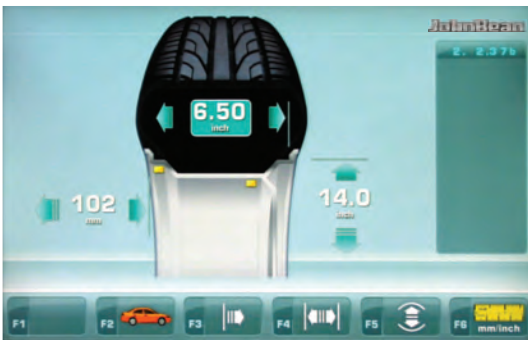 JohnBean
2. 2.37b
6.50
inch
102
mm
14.0
inch
F1
F2
F3
F4
F5
F6
mm/inch